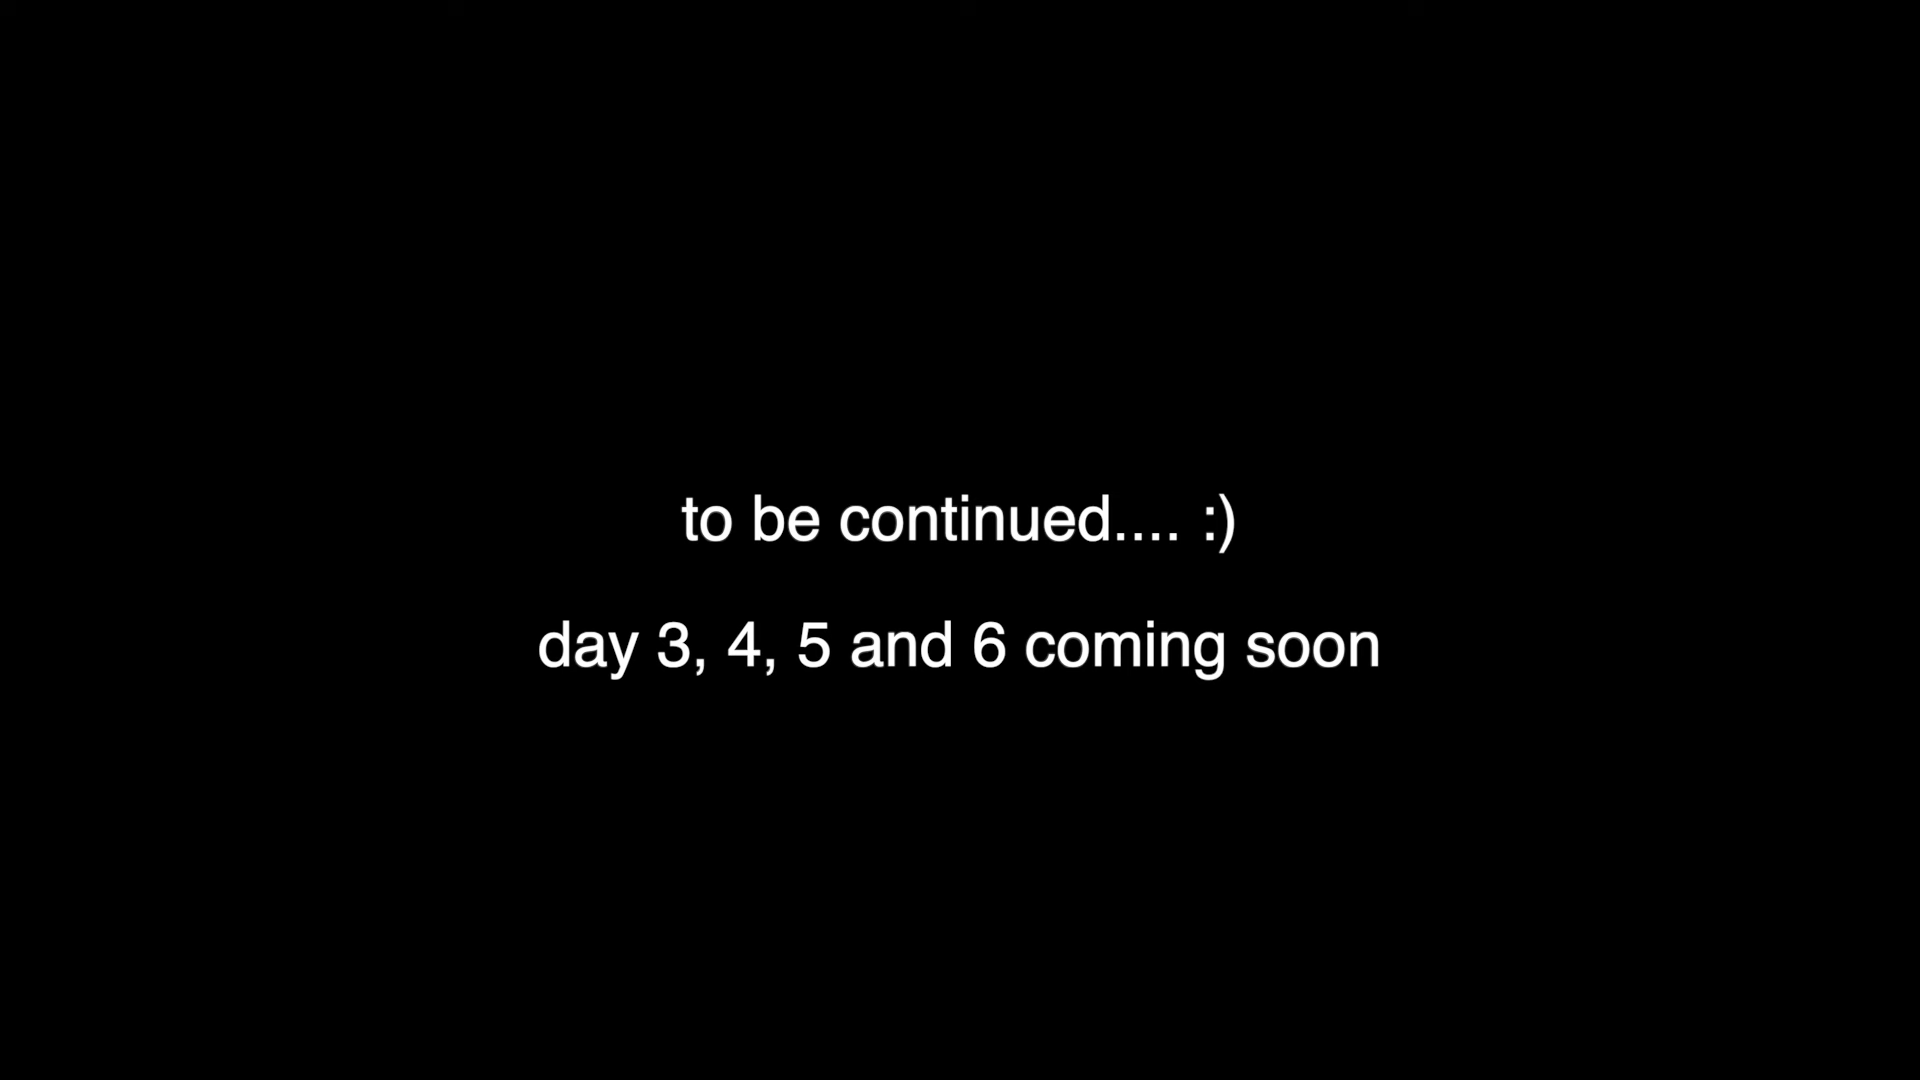 to be continued.... :)
day 3, 4, 5 and 6 coming soon